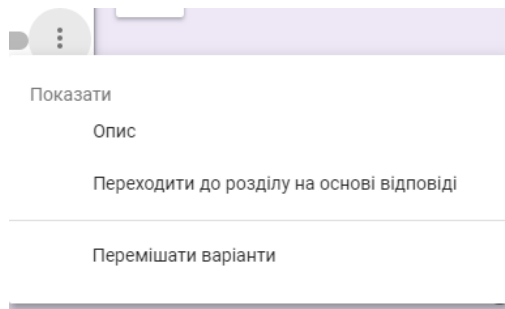 Показати
Опис
Переходити до розділу на основі відповіді
Перемішати варіанти